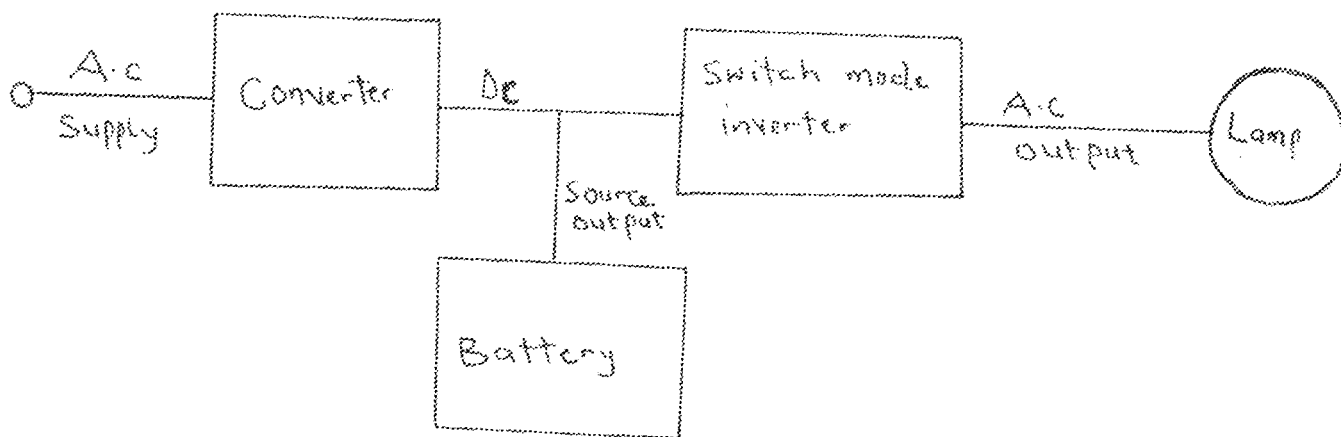 A.c
Supply
Converter
Dc
Source
output
Battery
Switch mode
inverter
A.c
output
Lamp